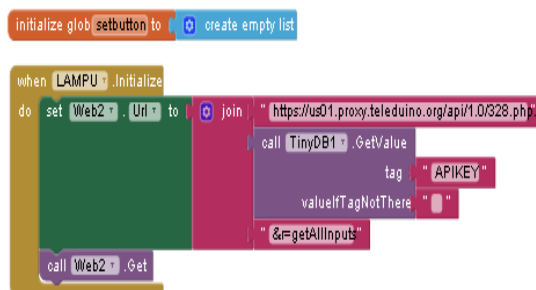 initialize glob setbutton to create empty list
when LAMPU .Initialize
do set Web2 . Url to join " https://us01.proxy.teleduino.org/api/1.0/328.php
call TinyDB1 .GetValue
tag " APIKEY "
valueIfTagNotThere " "
" &r=getAllInputs "
call Web2 .Get